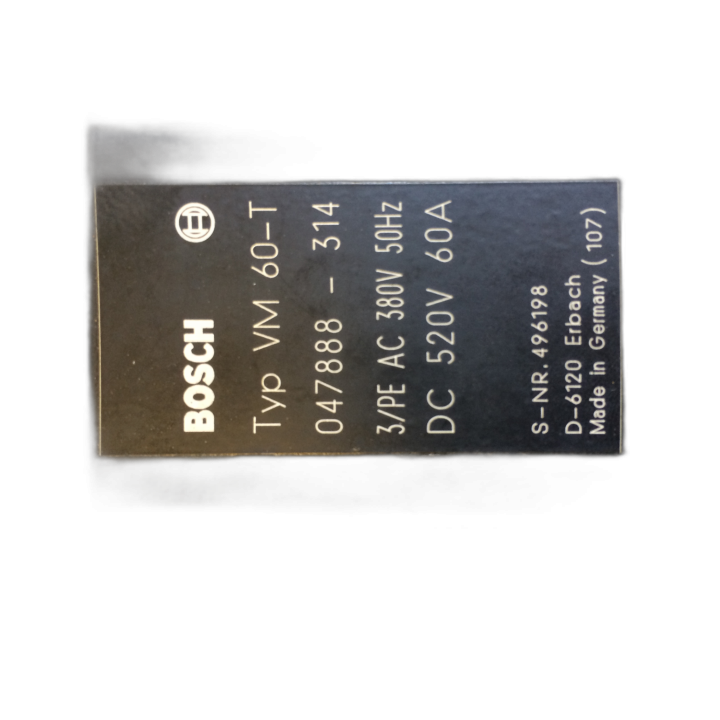 BOSCH
Typ VM 60-T
047888 - 314
3/PE AC 380V 50Hz
DC 520V 60A
S-NR. 496198
D-6120 Erbach
Made in Germany (107)